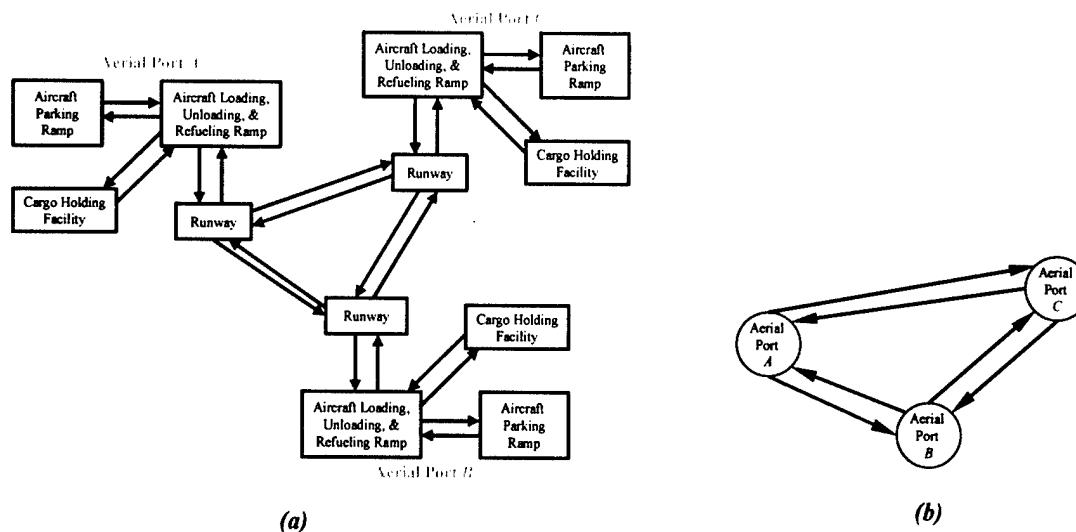 Aerial Port C
Aircraft Loading,
Unloading, &
Refueling Ramp
Aircraft
Parking
Ramp
Cargo Holding
Facility
Runway
Aerial Port A
Aircraft
Parking
Ramp
Aircraft Loading,
Unloading, &
Refueling Ramp
Cargo Holding
Facility
Runway
Runway
Cargo Holding
Facility
Aircraft Loading,
Unloading, &
Refueling Ramp
Aircraft
Parking
Ramp
Aerial Port B
(a)
Aerial
Port
C
Aerial
Port
A
Aerial
Port
B
(b)